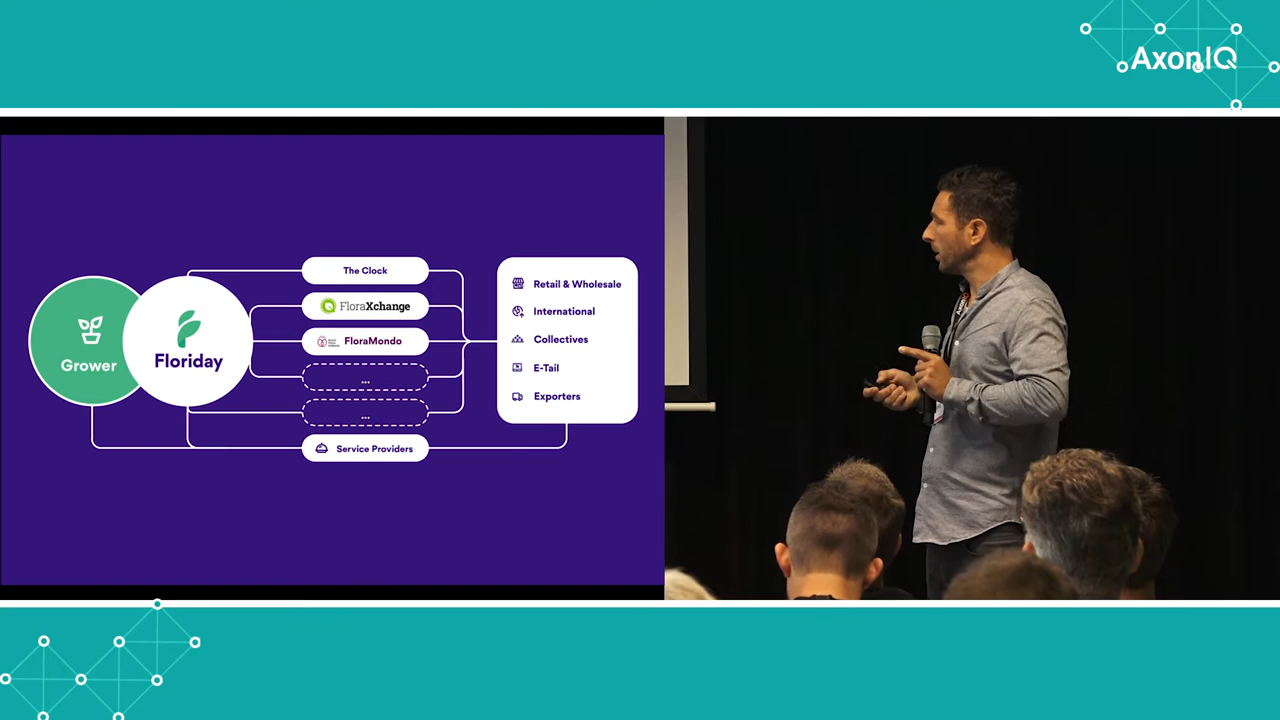 AxonIQ
The Clock
FloraXchange
FloraMondo
...
...
Service Providers
Grower
Floriday
Retail & Wholesale
International
Collectives
E-Tail
Exporters